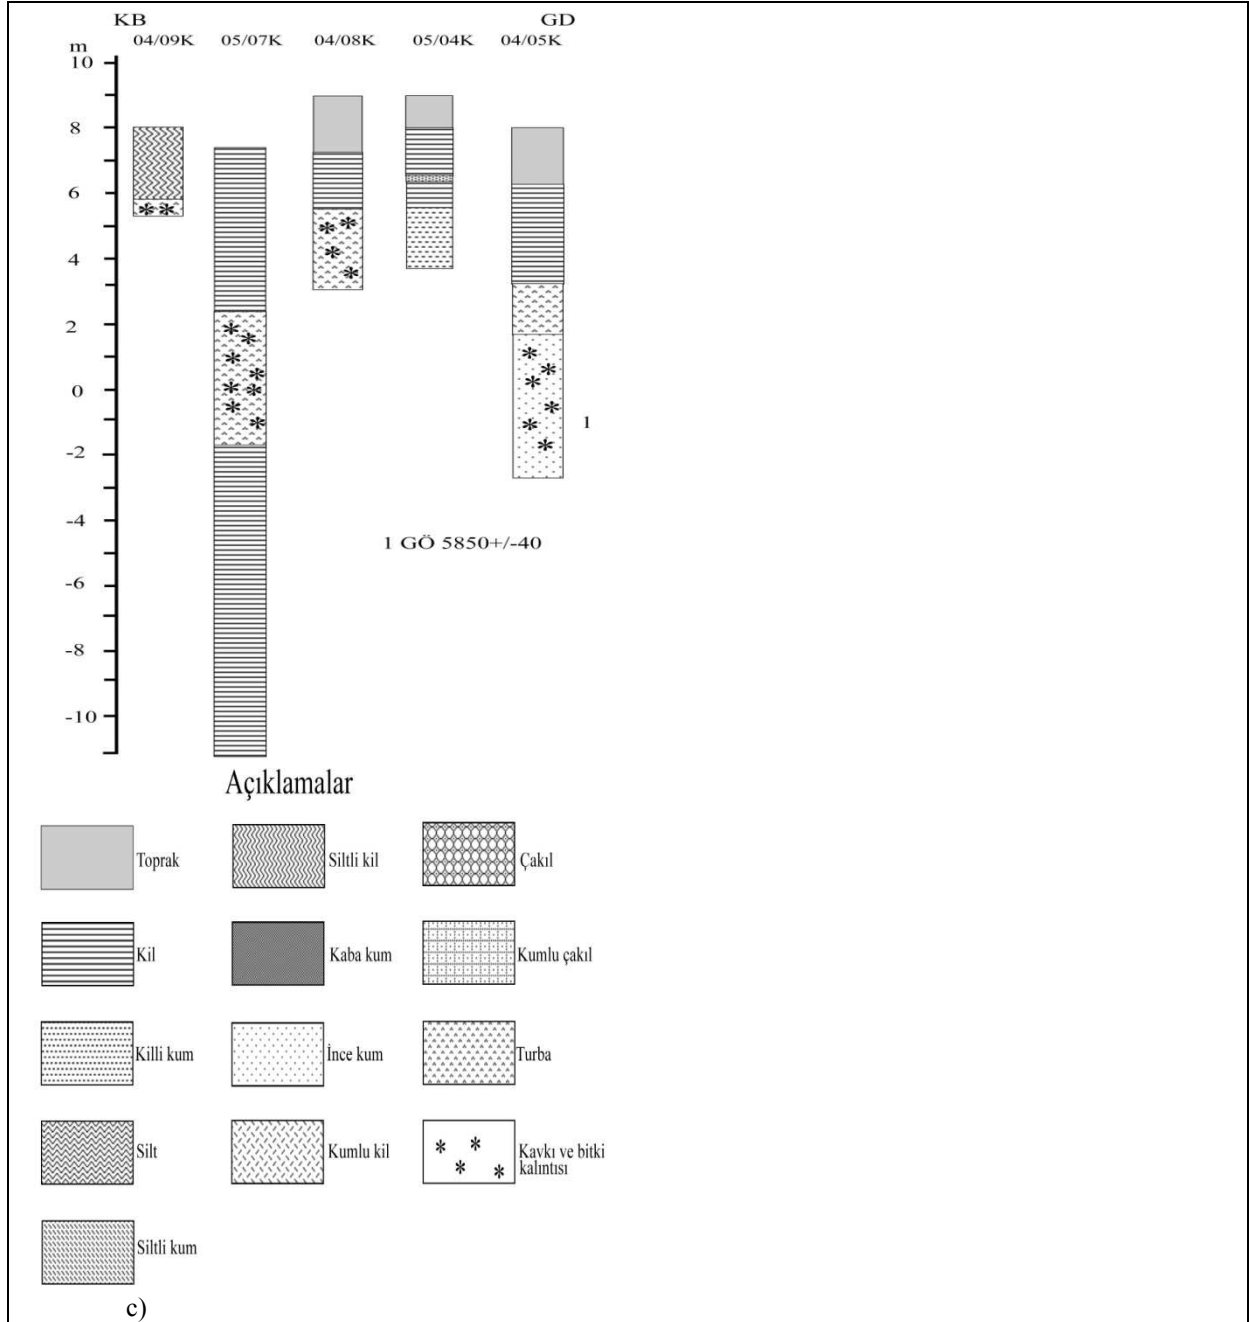 KB GD
04/09K 05/07K 04/08K 05/04K 04/05K
m
10
8
6
4
2
0
1
-2
-4
1 GÖ 5850+/-40
-6
-8
-10
Açıklamalar
Toprak Siltli kil Çakıl
Kil Kaba kum Kumlu çakıl
Killi kum İnce kum Turba
Silt Kumlu kil Kavkı ve bitki
kalıntısı
Siltli kum
c)